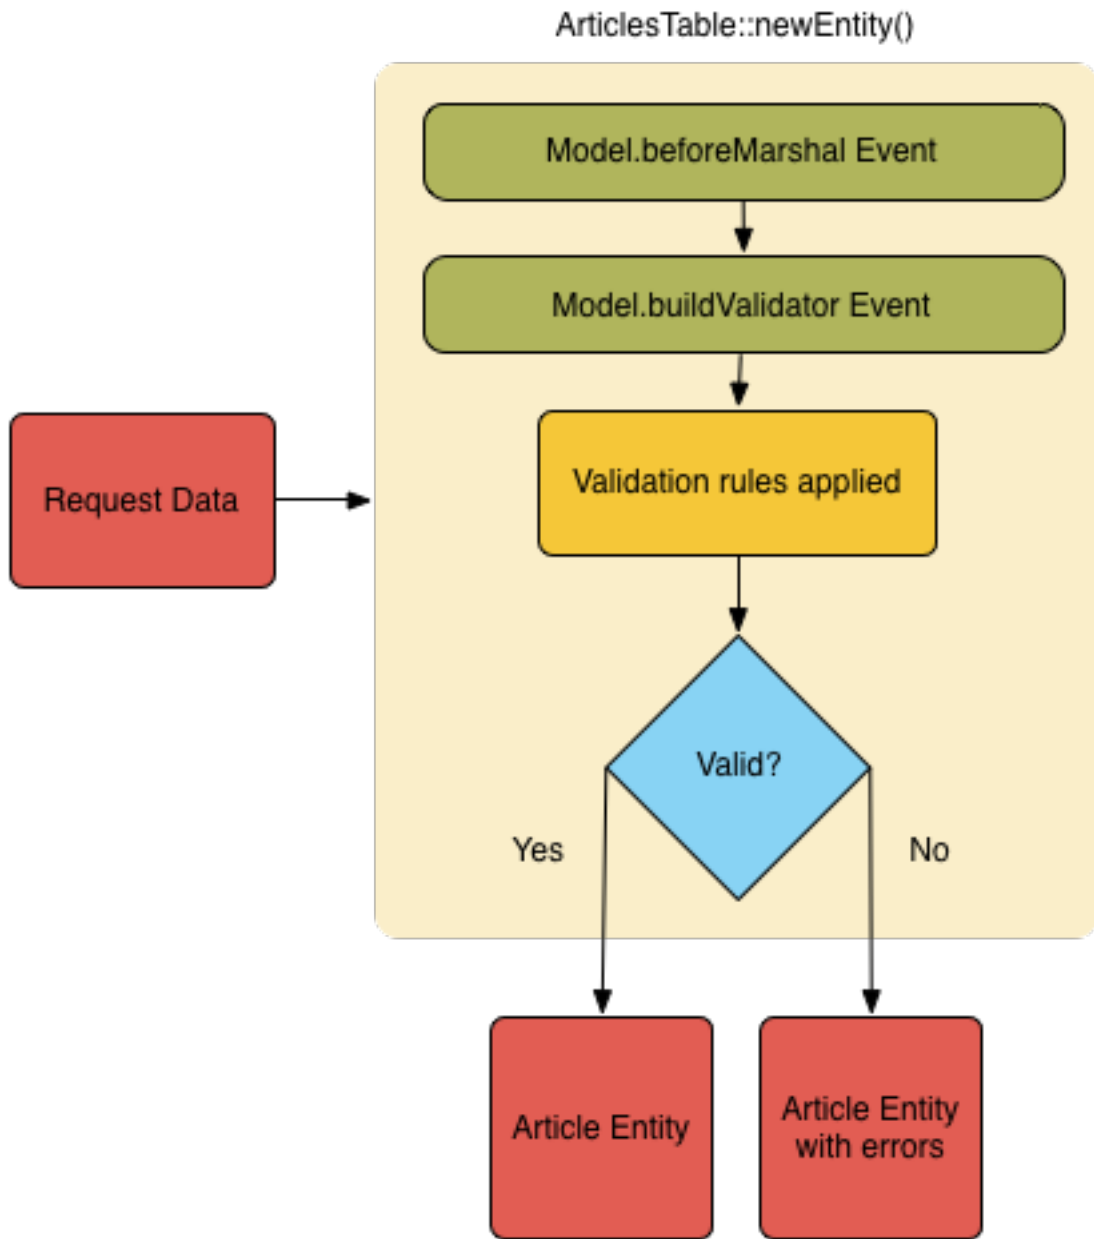 ArticlesTable::newEntity()
Model.beforeMarshal Event
Model.buildValidator Event
Request Data
Validation rules applied
Valid?
Yes
No
Article Entity
Article Entity
with errors